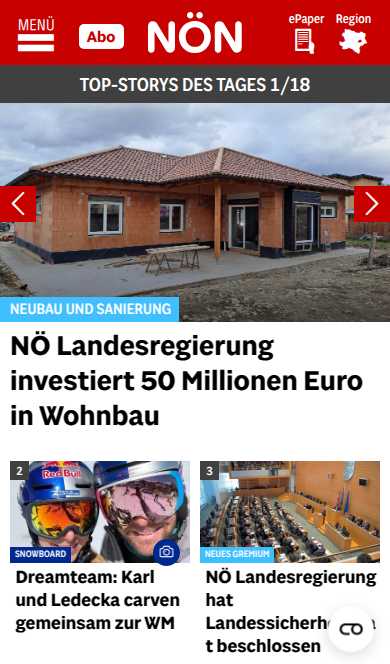 MENÜ
Abo
NÖN
ePaper
Region
TOP-STORYS DES TAGES 1/18
NEUBAU UND SANIERUNG
NÖ Landesregierung
investiert 50 Millionen Euro
in Wohnbau
2
Red Bull
SNOWBOARD
Dreamteam: Karl
und Ledecka carven
gemeinsam zur WM
3
NEUES GREMIUM
NÖ Landesregierung
hat
t beschlossen